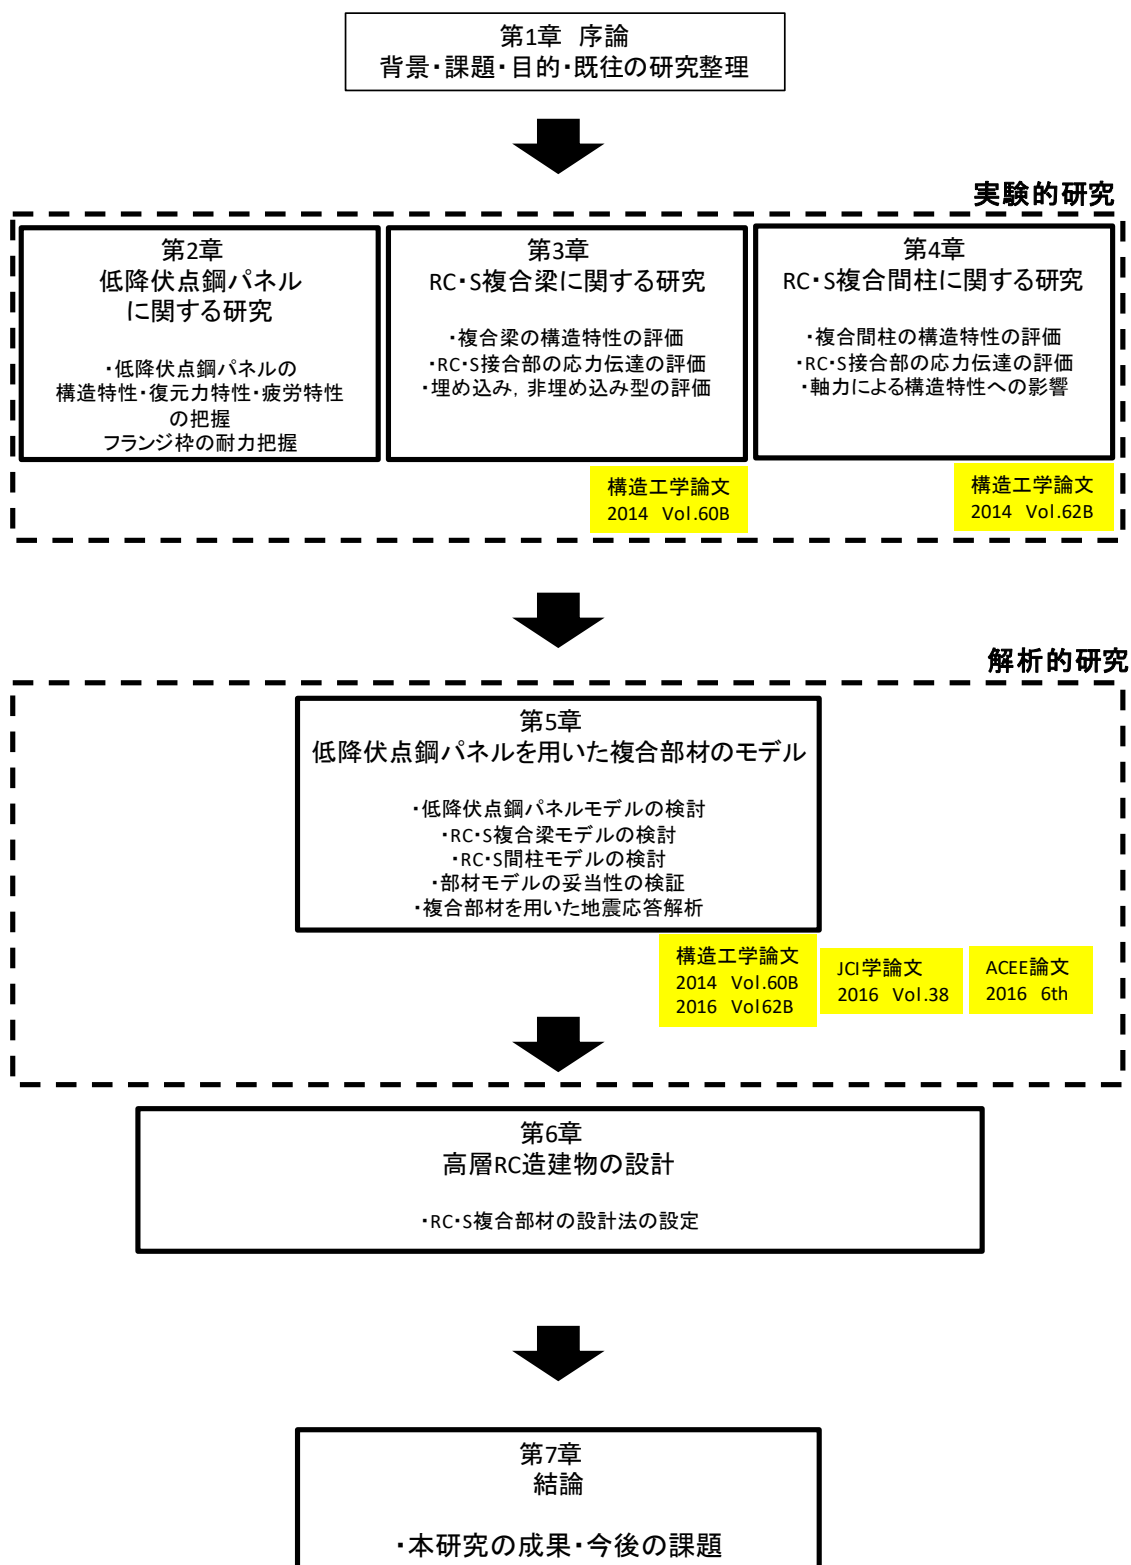 第1章 序論
背景・課題・目的・既往の研究整理
実験的研究
第2章
低降伏点鋼パネル
に関する研究
・低降伏点鋼パネルの
構造特性・復元力特性・疲労特性
の把握
フランジ枠の耐力把握
第3章
RC・S複合梁に関する研究
・複合梁の構造特性の評価
・RC・S接合部の応力伝達の評価
・埋め込み，非埋め込み型の評価
構造工学論文
2014 Vol.60B
第4章
RC・S複合間柱に関する研究
・複合間柱の構造特性の評価
・RC・S接合部の応力伝達の評価
・軸力による構造特性への影響
構造工学論文
2014 Vol.62B
解析的研究
第5章
低降伏点鋼パネルを用いた複合部材のモデル
・低降伏点鋼パネルモデルの検討
・RC・S複合梁モデルの検討
・RC・S間柱モデルの検討
・部材モデルの妥当性の検証
・複合部材を用いた地震応答解析
構造工学論文
2014 Vol.60B
2016 Vol62B
JCI学論文
2016 Vol.38
ACEE論文
2016 6th
第6章
高層RC造建物の設計
・RC・S複合部材の設計法の設定
第7章
結論
・本研究の成果・今後の課題